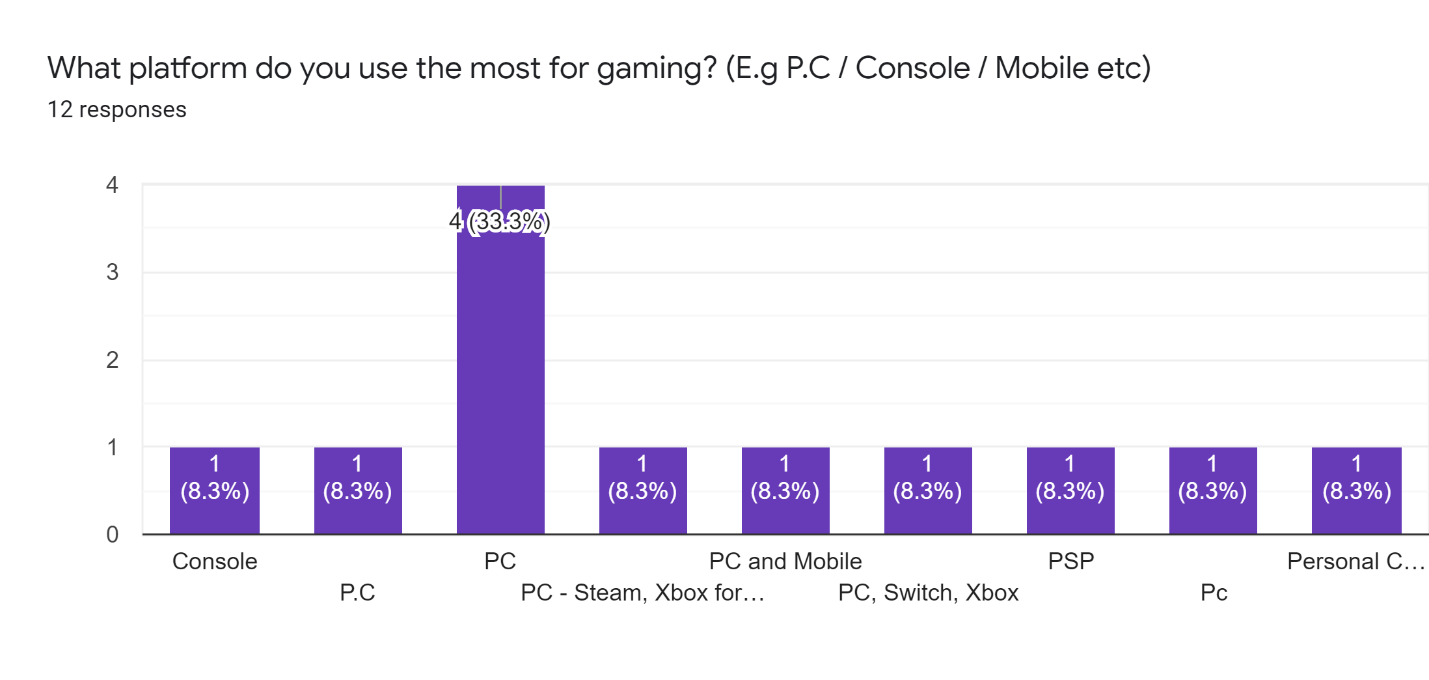 What platform do you use the most for gaming? (E.g P.C / Console / Mobile etc)
12 responses
4
4 (33.3%)
3
2
1
1 1 1 1 1 1 1 1
(8.3%) (8.3%) (8.3%) (8.3%) (8.3%) (8.3%) (8.3%) (8.3%)
0
Console PC PC and Mobile PSP Personal C…
P.C PC - Steam, Xbox for… PC, Switch, Xbox Pc